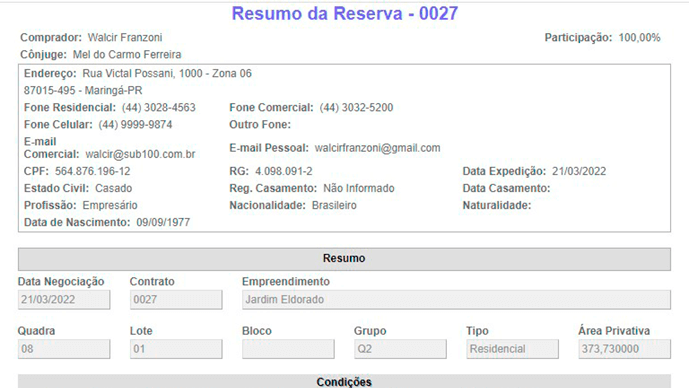 Resumo da Reserva - 0027
Comprador: Walcir Franzoni Participação: 100,00%
Cônjuge: Mel do Carmo Ferreira
Endereço: Rua Victal Possani, 1000 - Zona 06
87015-495 - Maringá-PR
Fone Residencial: (44) 3028-4563 Fone Comercial: (44) 3032-5200
Fone Celular: (44) 9999-9874 Outro Fone:
E-mail
Comercial: walcir@sub100.com.br E-mail Pessoal: walcirfranzoni@gmail.com
CPF: 564.876.196-12 RG: 4.098.091-2 Data Expedição: 21/03/2022
Estado Civil: Casado Reg. Casamento: Não Informado Data Casamento:
Profissão: Empresário Nacionalidade: Brasileiro Naturalidade:
Data de Nascimento: 09/09/1977
Resumo
Data Negociação Contrato Empreendimento
21/03/2022 0027 Jardim Eldorado
Quadra Lote Bloco Grupo Tipo Área Privativa
08 01 Q2 Residencial 373,730000
Condições